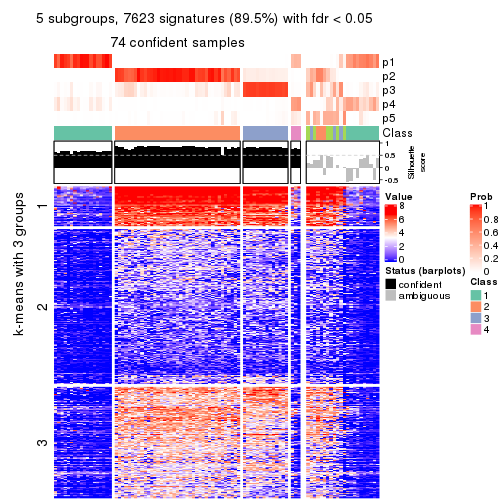 5 subgroups, 7623 signatures (89.5%) with fdr < 0.05
74 confident samples
p1
p2
p3
p4
p5
Class
1
0.5
0
-0.5
Silhouette
score
k-means with 3 groups
1
2
3
Value
8
6
4
2
0
Status (barplots)
confident
ambiguous
Prob
1
0.8
0.6
0.4
0.2
0
Class
1
2
3
4